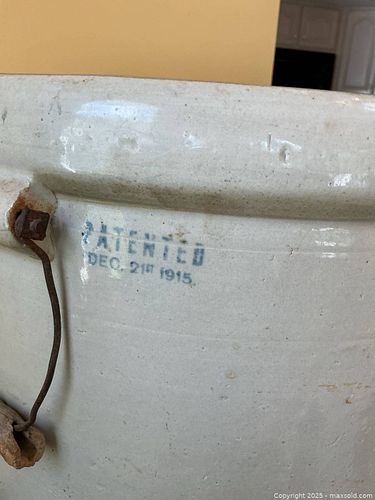 PATENTED
DEC. 21st 1915.
Copyright © 2025 - maxsold.com